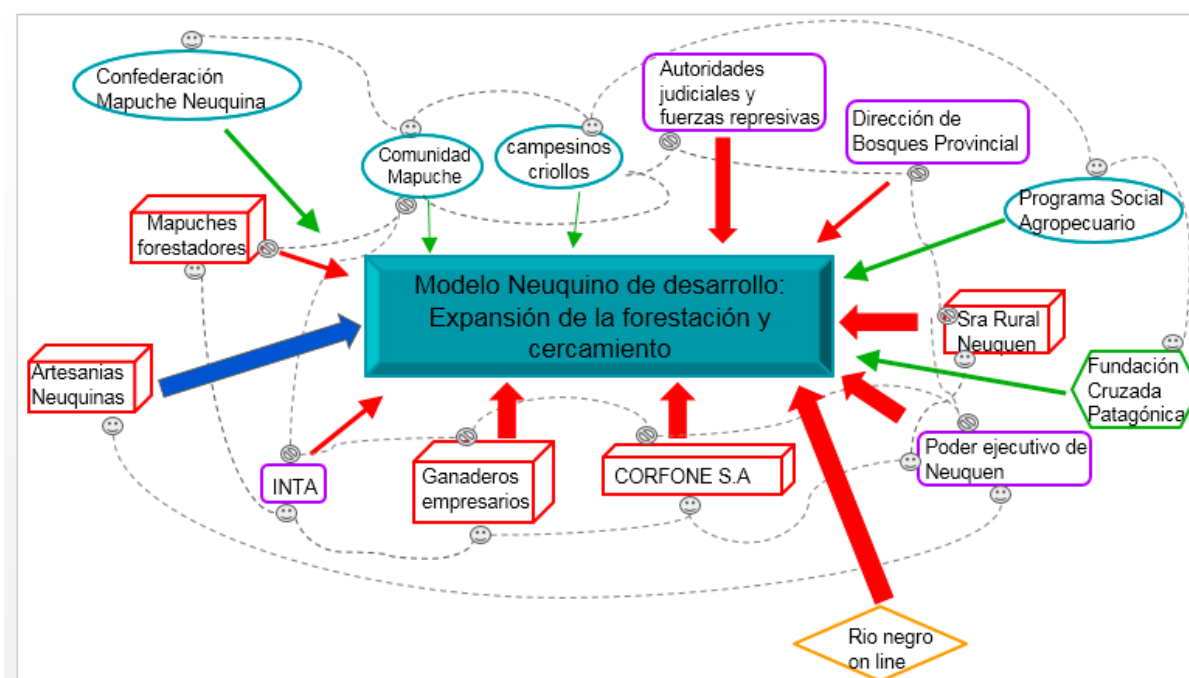 Confederación
Mapuche Neuquina
Autoridades
judiciales y
fuerzas represivas
Dirección de
Bosques Provincial
Comunidad
Mapuche
campesinos
criollos
Programa Social
Agropecuario
Mapuches
forestadores
Modelo Neuquino de desarrollo:
Expansión de la forestación y
cercamiento
Sra Rural
Neuquen
Artesanias
Neuquinas
Fundación
Cruzada
Patagónica
INTA
Ganaderos
empresarios
CORFONE S.A
Poder ejecutivo de
Neuquen
Rio negro
on line